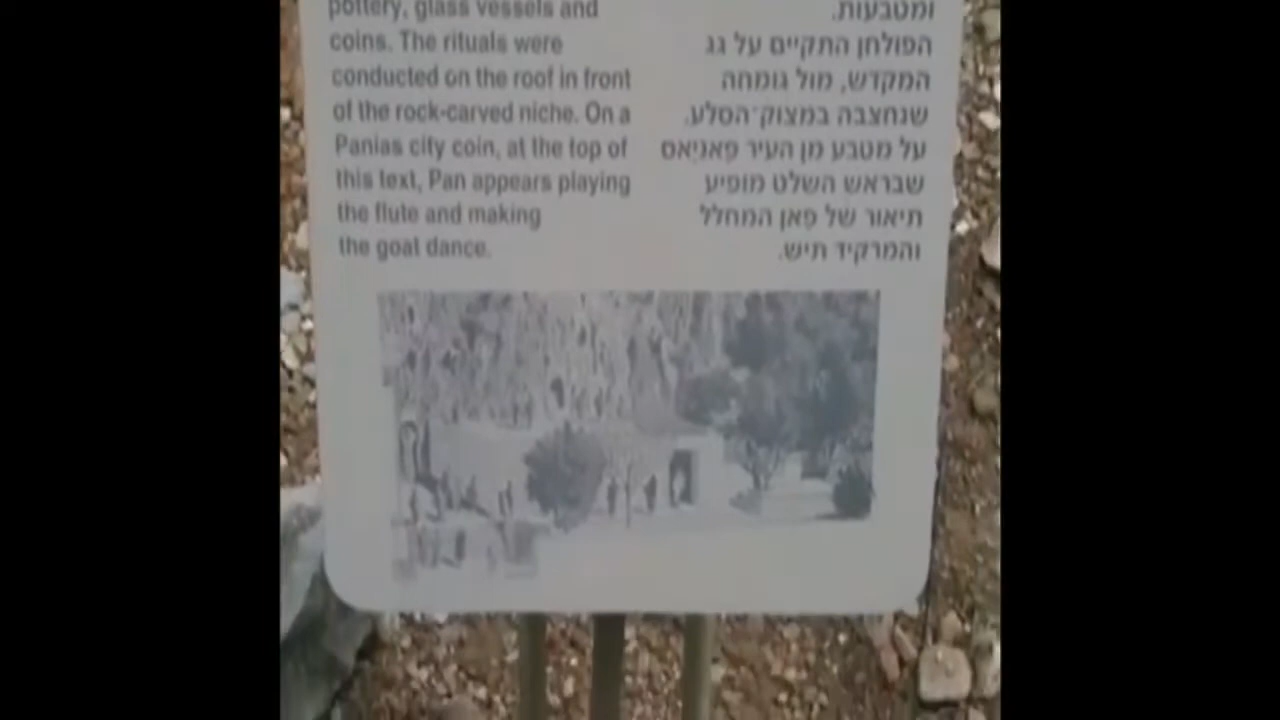 pottery, glass vessels and
coins. The rituals were
conducted on the roof in front
of the rock-carved niche. On a
Panias city coin, at the top of
this text, Pan appears playing
the flute and making
the goat dance.
ומטבעות.
הפולחן התקיים על גג
המקדש, מול גומחה
שנחצבה במצוק־הסלע.
על מטבע מן העיר פאניאס
שבראש השלט מופיע
תיאור של פאן המחלל
והמרקיד תיש.